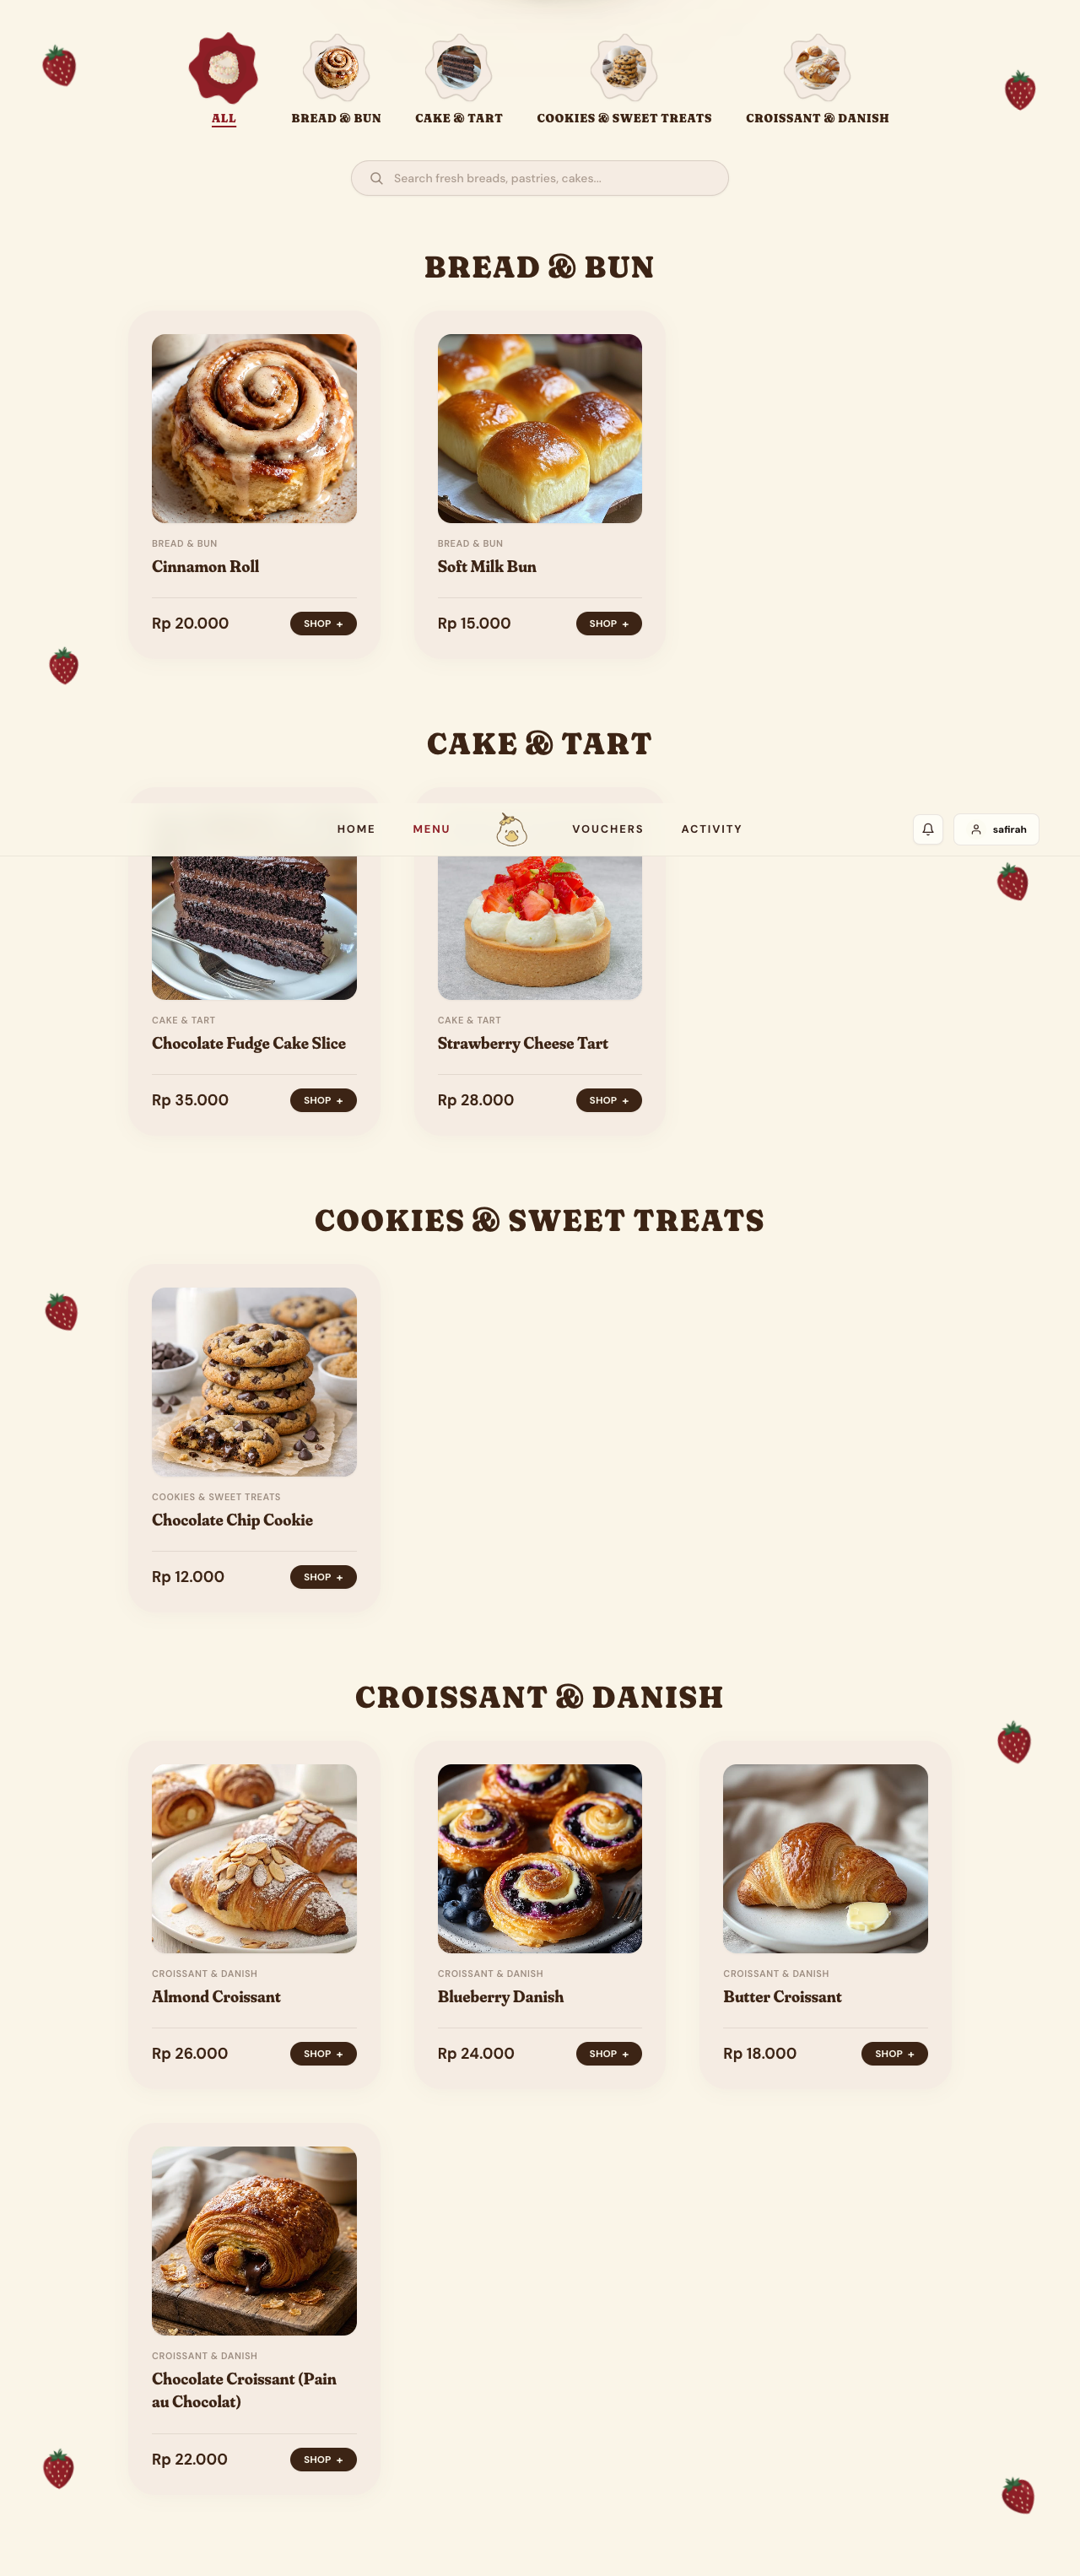 ALL
BREAD & BUN
CAKE & TART
COOKIES & SWEET TREATS
CROISSANT & DANISH
Search fresh breads, pastries, cakes...
BREAD & BUN
BREAD & BUN
Cinnamon Roll
Rp 20.000
SHOP +
BREAD & BUN
Soft Milk Bun
Rp 15.000
SHOP +
CAKE & TART
HOME
MENU
VOUCHERS
ACTIVITY
safirah
CAKE & TART
Chocolate Fudge Cake Slice
Rp 35.000
SHOP +
CAKE & TART
Strawberry Cheese Tart
Rp 28.000
SHOP +
COOKIES & SWEET TREATS
COOKIES & SWEET TREATS
Chocolate Chip Cookie
Rp 12.000
SHOP +
CROISSANT & DANISH
CROISSANT & DANISH
Almond Croissant
Rp 26.000
SHOP +
CROISSANT & DANISH
Blueberry Danish
Rp 24.000
SHOP +
CROISSANT & DANISH
Butter Croissant
Rp 18.000
SHOP +
CROISSANT & DANISH
Chocolate Croissant (Pain
au Chocolat)
Rp 22.000
SHOP +